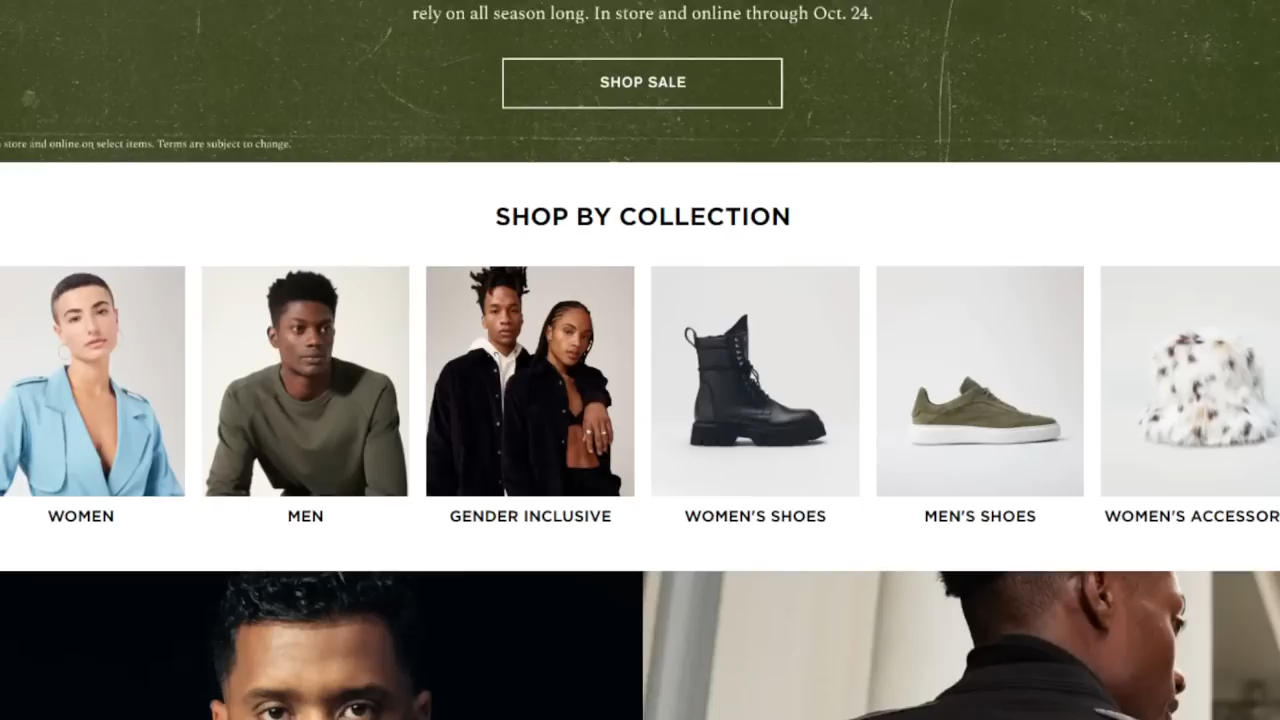 rely on all season long. In store and online through Oct. 24.
SHOP SALE
store and online on select items. Terms are subject to change.
SHOP BY COLLECTION
WOMEN
MEN
GENDER INCLUSIVE
WOMEN'S SHOES
MEN'S SHOES
WOMEN'S ACCESSOR